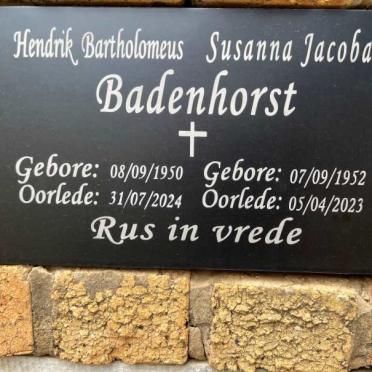 Hendrik Bartholomeus Susanna Jacoba
Badenhorst
Gebore: 08/09/1950 Gebore: 07/09/1952
Oorlede: 31/07/2024 Oorlede: 05/04/2023
Rus in vrede